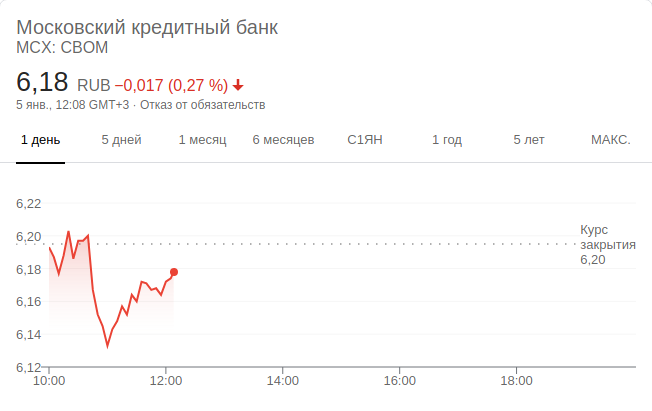 Московский кредитный банк
MCX: CBOM
6,18 RUB −0,017 (0,27 %)
5 янв., 12:08 GMT+3 · Отказ от обязательств
1 день 5 дней 1 месяц 6 месяцев С1ЯН 1 год 5 лет МАКС.
6,22
6,20
6,18
6,16
6,14
6,12
Курс
закрытия
6,20
10:00 12:00 14:00 16:00 18:00